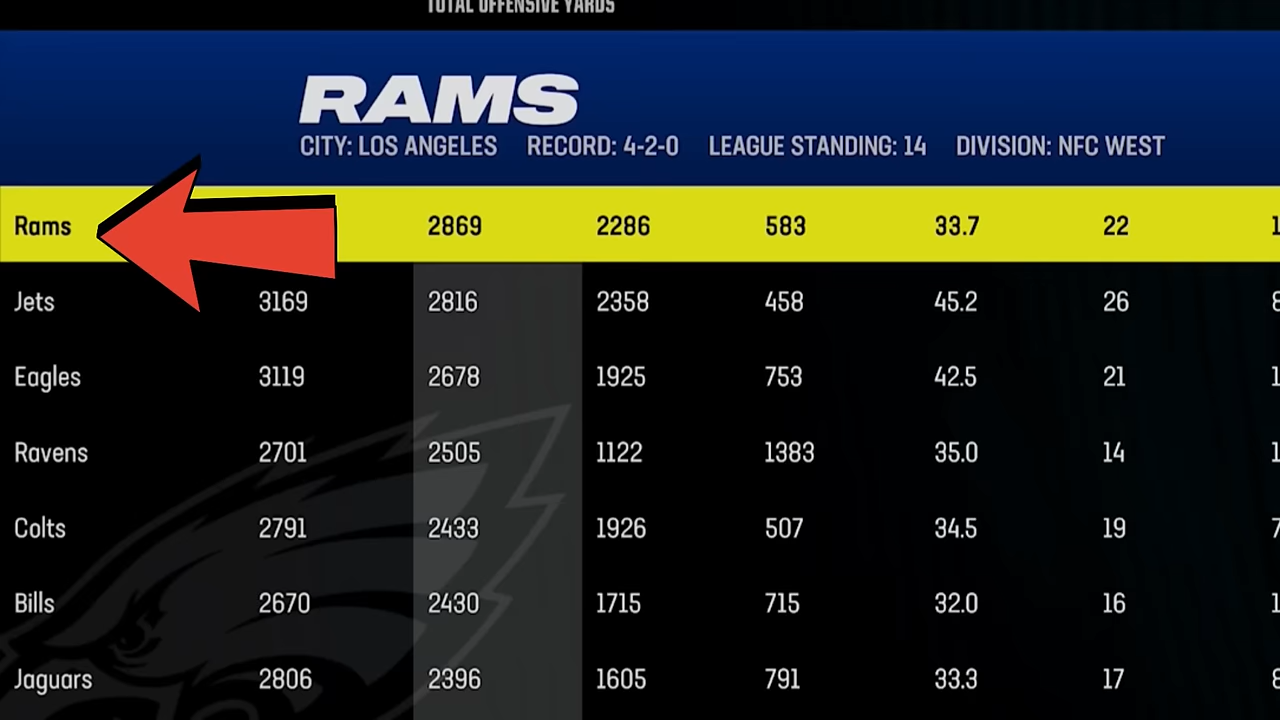 TOTAL OFFENSIVE YARDS
RAMS
CITY: LOS ANGELES RECORD: 4-2-0 LEAGUE STANDING: 14 DIVISION: NFC WEST
Rams 2869 2286 583 33.7 22
Jets 3169 2816 2358 458 45.2 26
Eagles 3119 2678 1925 753 42.5 21
Ravens 2701 2505 1122 1383 35.0 14
Colts 2791 2433 1926 507 34.5 19
Bills 2670 2430 1715 715 32.0 16
Jaguars 2806 2396 1605 791 33.3 17